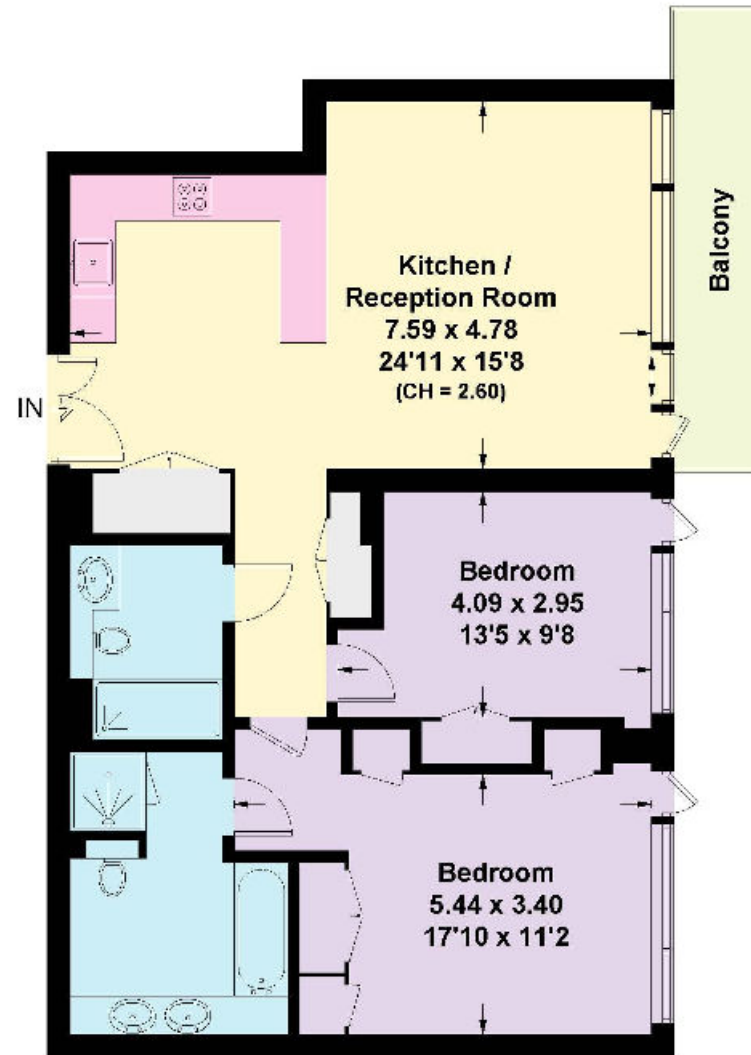 Kitchen /
Reception Room
7.59 x 4.78
24'11 x 15'8
(CH = 2.60)
Balcony
IN
Bedroom
4.09 x 2.95
13'5 x 9'8
Bedroom
5.44 x 3.40
17'10 x 11'2